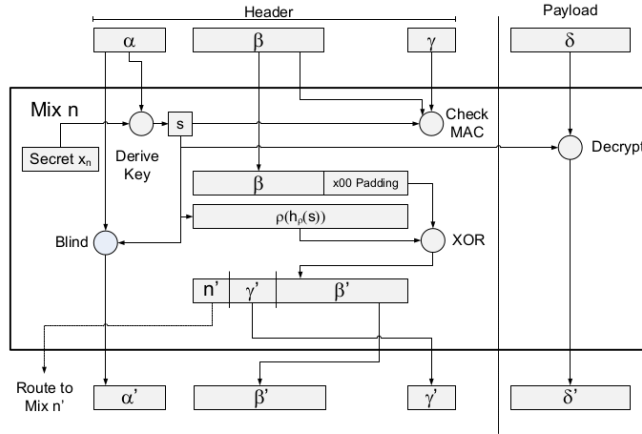 Header
Payload
α
β
γ
δ
Mix n
s
Check
MAC
Secret xn
Derive
Key
Decrypt
β
x00 Padding
ρ(hρ(s))
Blind
XOR
n'
γ'
β'
Route to
Mix n'
α'
β'
γ'
δ'